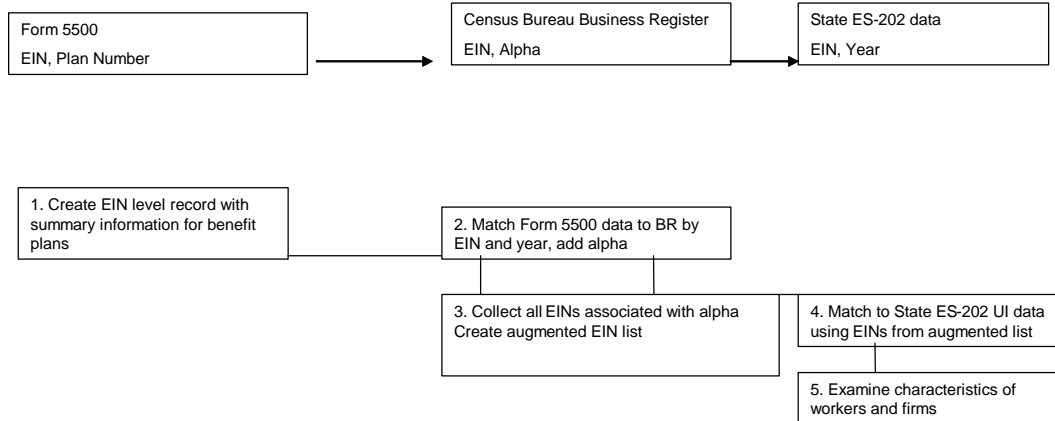 Form 5500
EIN, Plan Number
Census Bureau Business Register
EIN, Alpha
State ES-202 data
EIN, Year
1. Create EIN level record with
summary information for benefit
plans
2. Match Form 5500 data to BR by
EIN and year, add alpha
3. Collect all EINs associated with alpha
Create augmented EIN list
4. Match to State ES-202 UI data
using EINs from augmented list
5. Examine characteristics of
workers and firms